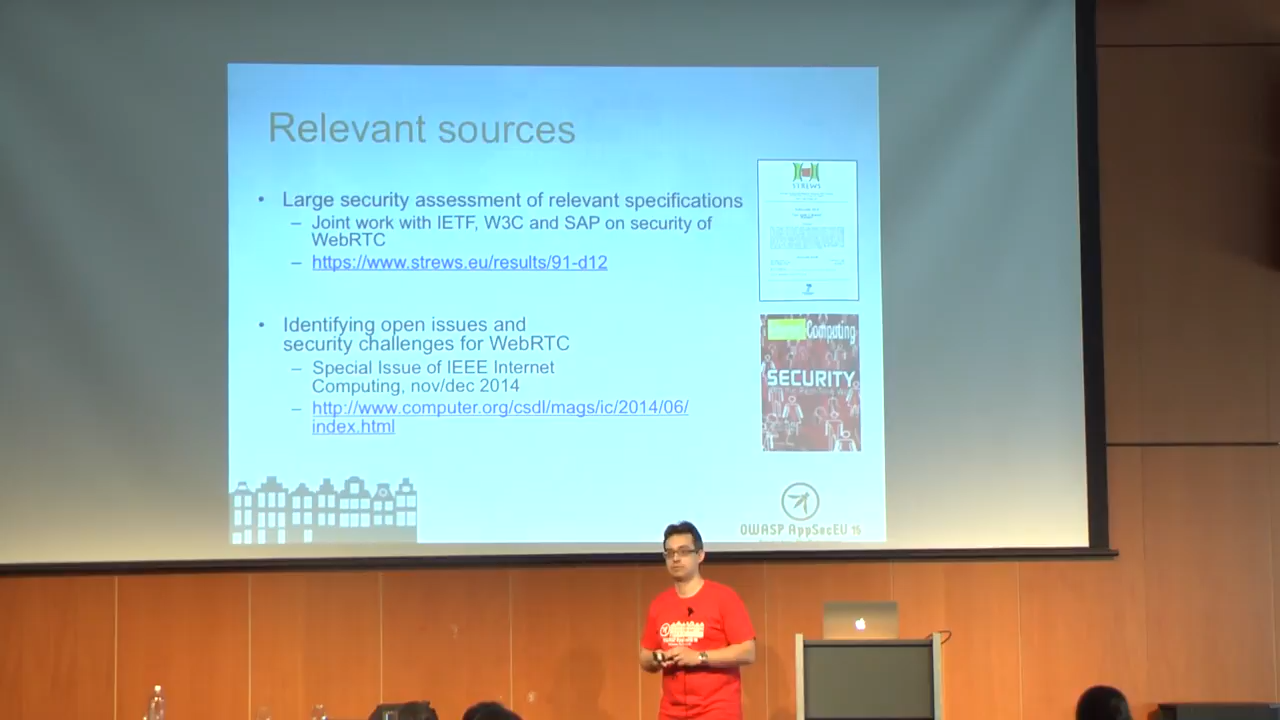 Relevant sources
• Large security assessment of relevant specifications
– Joint work with IETF, W3C and SAP on security of
WebRTC
– https://www.strews.eu/results/91-d12
• Identifying open issues and
security challenges for WebRTC
– Special Issue of IEEE Internet
Computing, nov/dec 2014
– http://www.computer.org/csdl/mags/ic/2014/06/
index.html
STREWS
Computing
SECURITY
OWASP AppSecEU 15